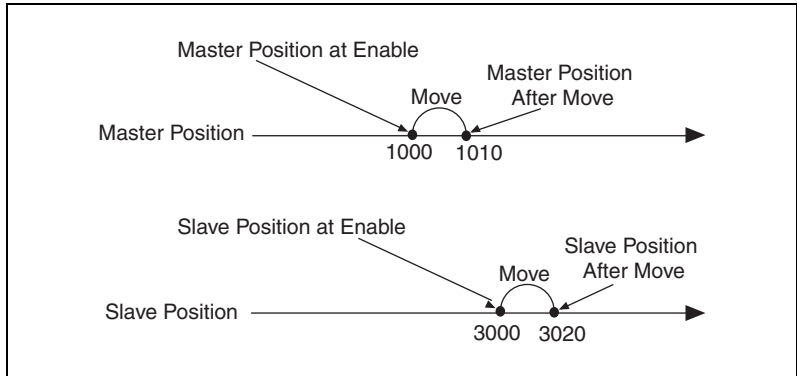 Master Position at Enable
Master Position
After Move
Move
Master Position
1000
1010
Slave Position at Enable
Slave Position
After Move
Move
Slave Position
3000
3020